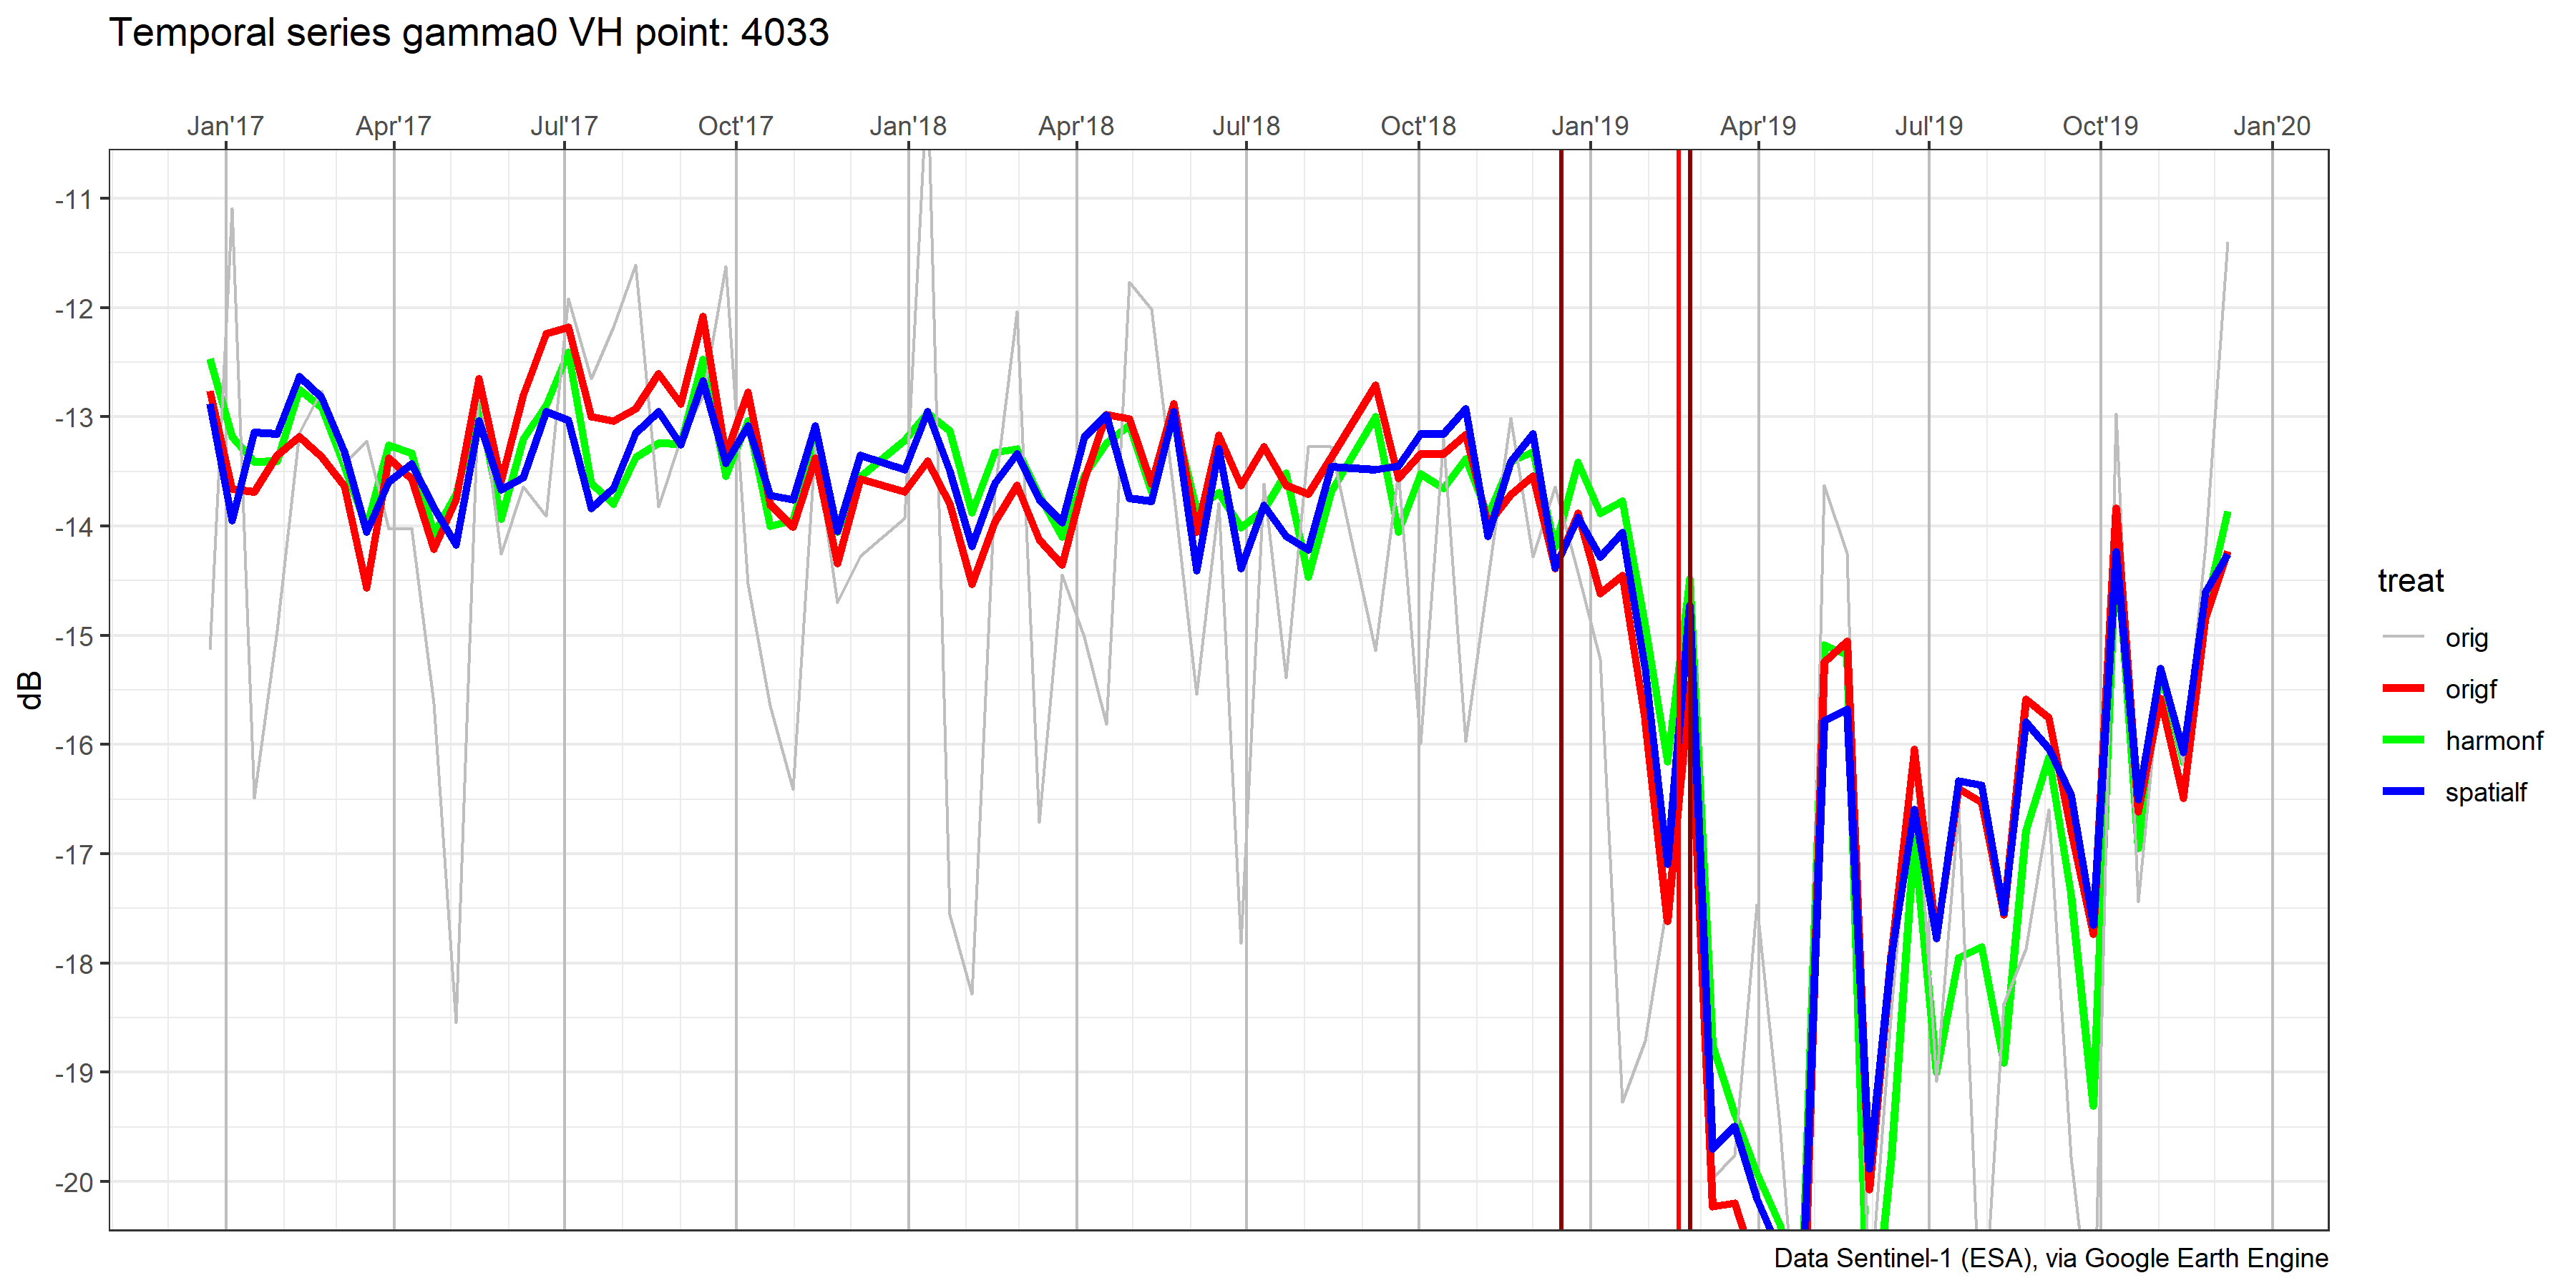 Temporal series gamma0 VH point: 4033
Jan'17 Apr'17 Jul'17 Oct'17 Jan'18 Apr'18 Jul'18 Oct'18 Jan'19 Apr'19 Jul'19 Oct'19 Jan'20
-11
-12
-13
-14
-15
-16
-17
-18
-19
-20
dB
treat
orig
origf
harmonf
spatialf
Data Sentinel-1 (ESA), via Google Earth Engine